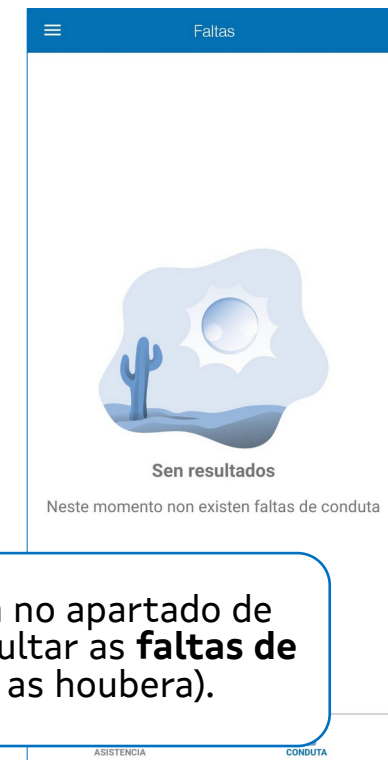 Faltas
Sen resultados
Neste momento non existen faltas de conduta
no apartado de
ultar as faltas de
as houbera).
ASISTENCIA
CONDUTA